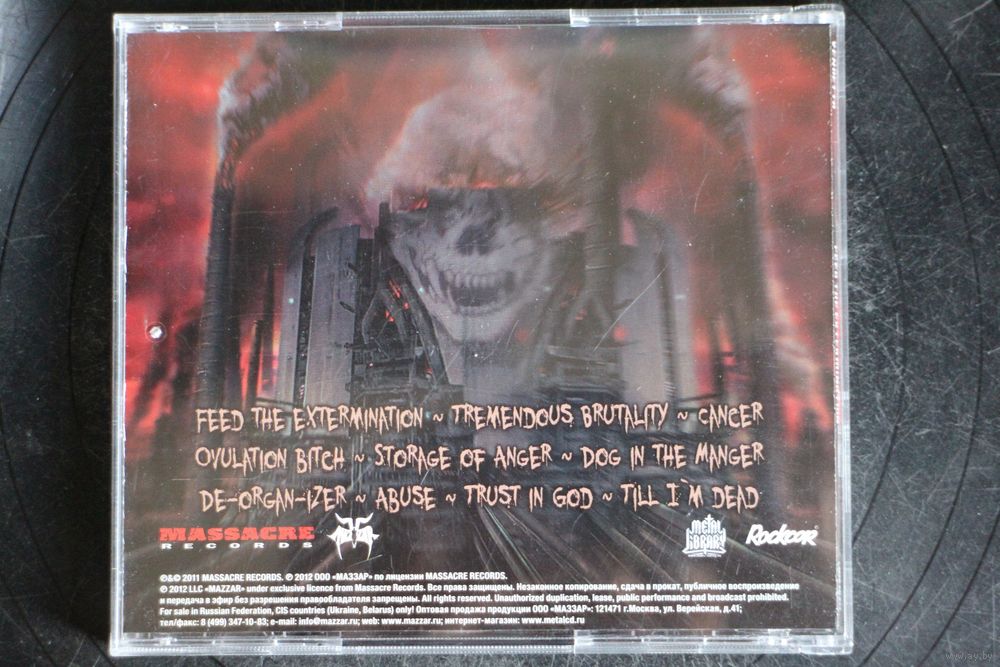 FEED THE EXTERMINATION ~ TREMENDOUS BRUTALITY ~ CANCER
OVULATION BITCH ~ STORAGE OF ANGER ~ DOG IN THE MANGER
DE-ORGAN-IZER ~ ABUSE ~ TRUST IN GOD ~ TILL I`M DEAD
MASSACRE
RECORDS
METAL
LIBRARY
Rockcor
℗&© 2011 MASSACRE RECORDS. ℗ 2012 ООО «МАЗЗАР» по лицензии MASSACRE RECORDS.
℗ 2012 LLC «MAZZAR» under exclusive licence from Massacre Records. Все права защищены. Незаконное копирование, сдача в прокат, публичное воспроизведение
и передача в эфир без разрешения правообладателя запрещены. All rights reserved. Unauthorized duplication, lease, public performance and broadcast prohibited.
For sale in Russian Federation, CIS countries (Ukraine, Belarus) only! Оптовая продажа продукции ООО «МАЗЗАР»: 121471 г.Москва, ул. Верейская, д.41;
тел/факс: 8 (499) 347-10-83; e-mail: info@mazzar.ru; web: www.mazzar.ru; интернет-магазин: www.metalcd.ru
www.ay.by